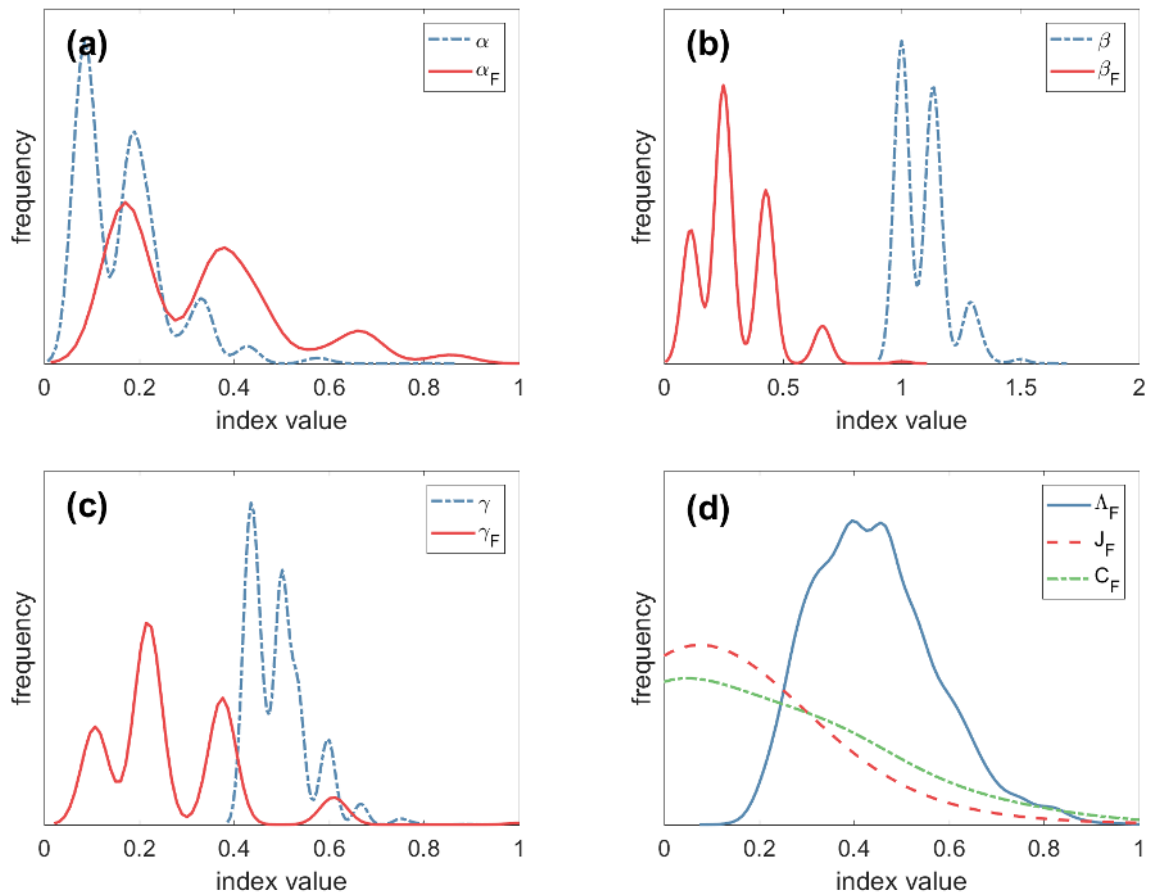 (a)
α
α_F
frequency
0 0.2 0.4 0.6 0.8 1
index value
(b)
β
β_F
frequency
0 0.5 1 1.5 2
index value
(c)
γ
γ_F
frequency
0 0.2 0.4 0.6 0.8 1
index value
(d)
Λ_F
J_F
C_F
frequency
0 0.2 0.4 0.6 0.8 1
index value